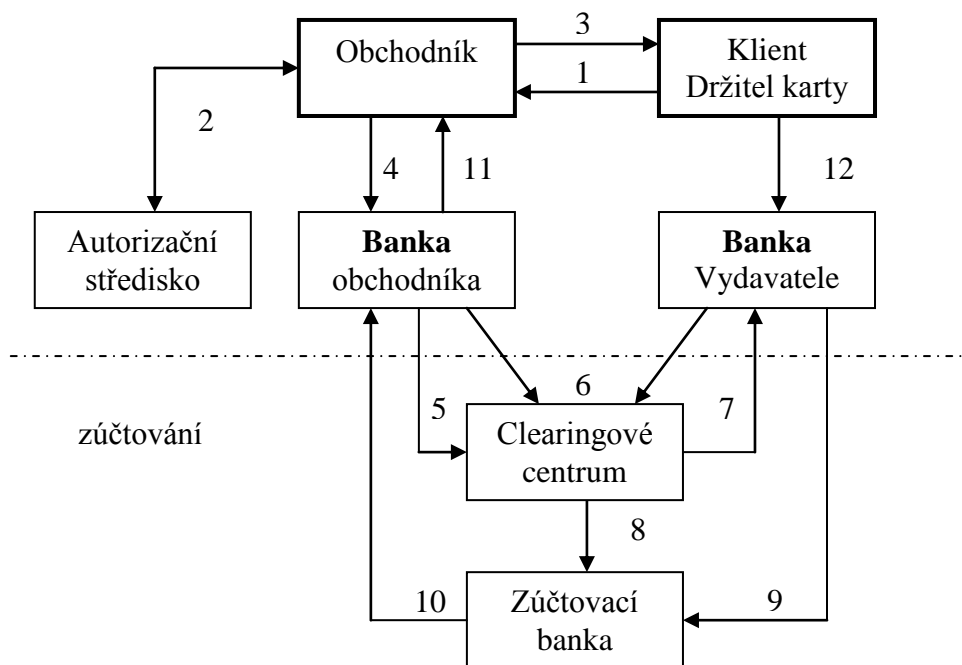 3
Obchodník
Klient
Držitel karty
1
2
4
11
12
Autorizační
středisko
Banka
obchodníka
Banka
Vydavatele
6
5
7
zúčtování
Clearingové
centrum
8
10
Zúčtovací
banka
9